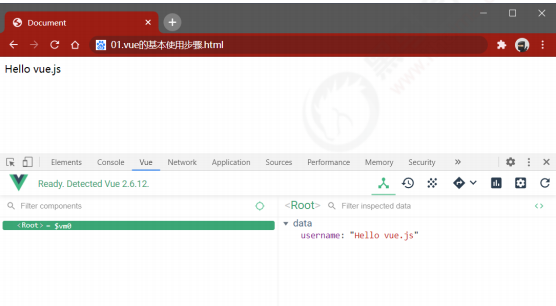 Document
01.vue的基本使用步骤.html
Hello vue.js
Elements Console Vue Network Application Sources Performance Memory Security
Ready. Detected Vue 2.6.12.
Filter components
<Root> = $vm0
<Root> Filter inspected data
data
username: "Hello vue.js"